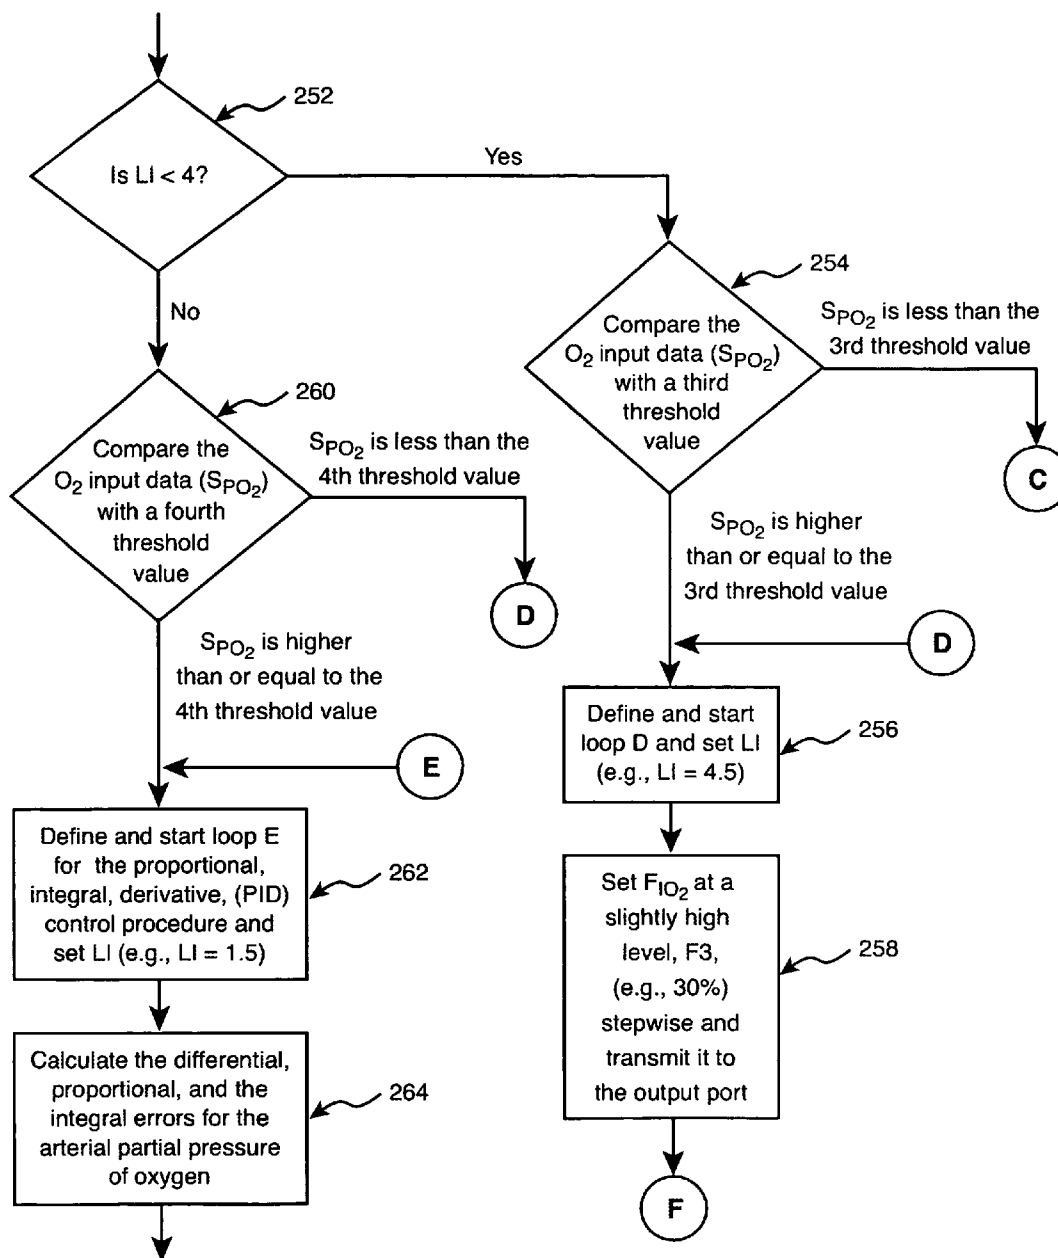 252
Is LI < 4?
Yes
No
254
Compare the
O2 input data (SPO2)
with a third
threshold
value
SPO2 is less than the
3rd threshold value
C
260
Compare the
O2 input data (SPO2)
with a fourth
threshold
value
SPO2 is less than the
4th threshold value
D
SPO2 is higher
than or equal to the
3rd threshold value
D
SPO2 is higher
than or equal to the
4th threshold value
E
Define and start
loop D and set LI
(e.g., LI = 4.5)
256
Define and start loop E
for the proportional,
integral, derivative, (PID)
control procedure and
set LI (e.g., LI = 1.5)
262
Set FIO2 at a
slightly high
level, F3,
(e.g., 30%)
stepwise and
transmit it to
the output port
258
Calculate the differential,
proportional, and the
integral errors for the
arterial partial pressure
of oxygen
264
F